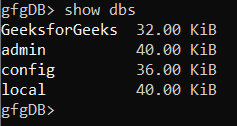 gfgDB> show dbs
GeeksforGeeks  32.00 KiB
admin          40.00 KiB
config         36.00 KiB
local          40.00 KiB
gfgDB>